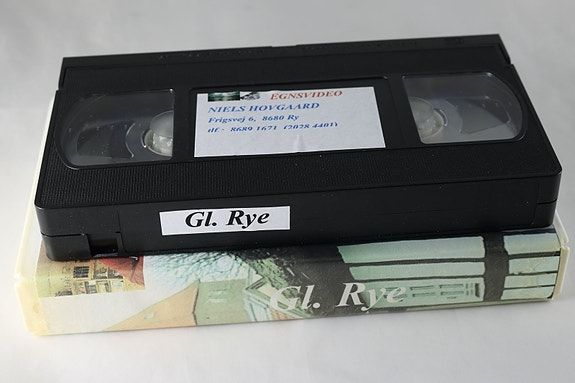 EGNSVIDEO
NIELS HOVGAARD
Frigsvej 6, 8680 Ry
tlf.: 8689 1671 (2028 4401)
Gl. Rye
Gl. Rye